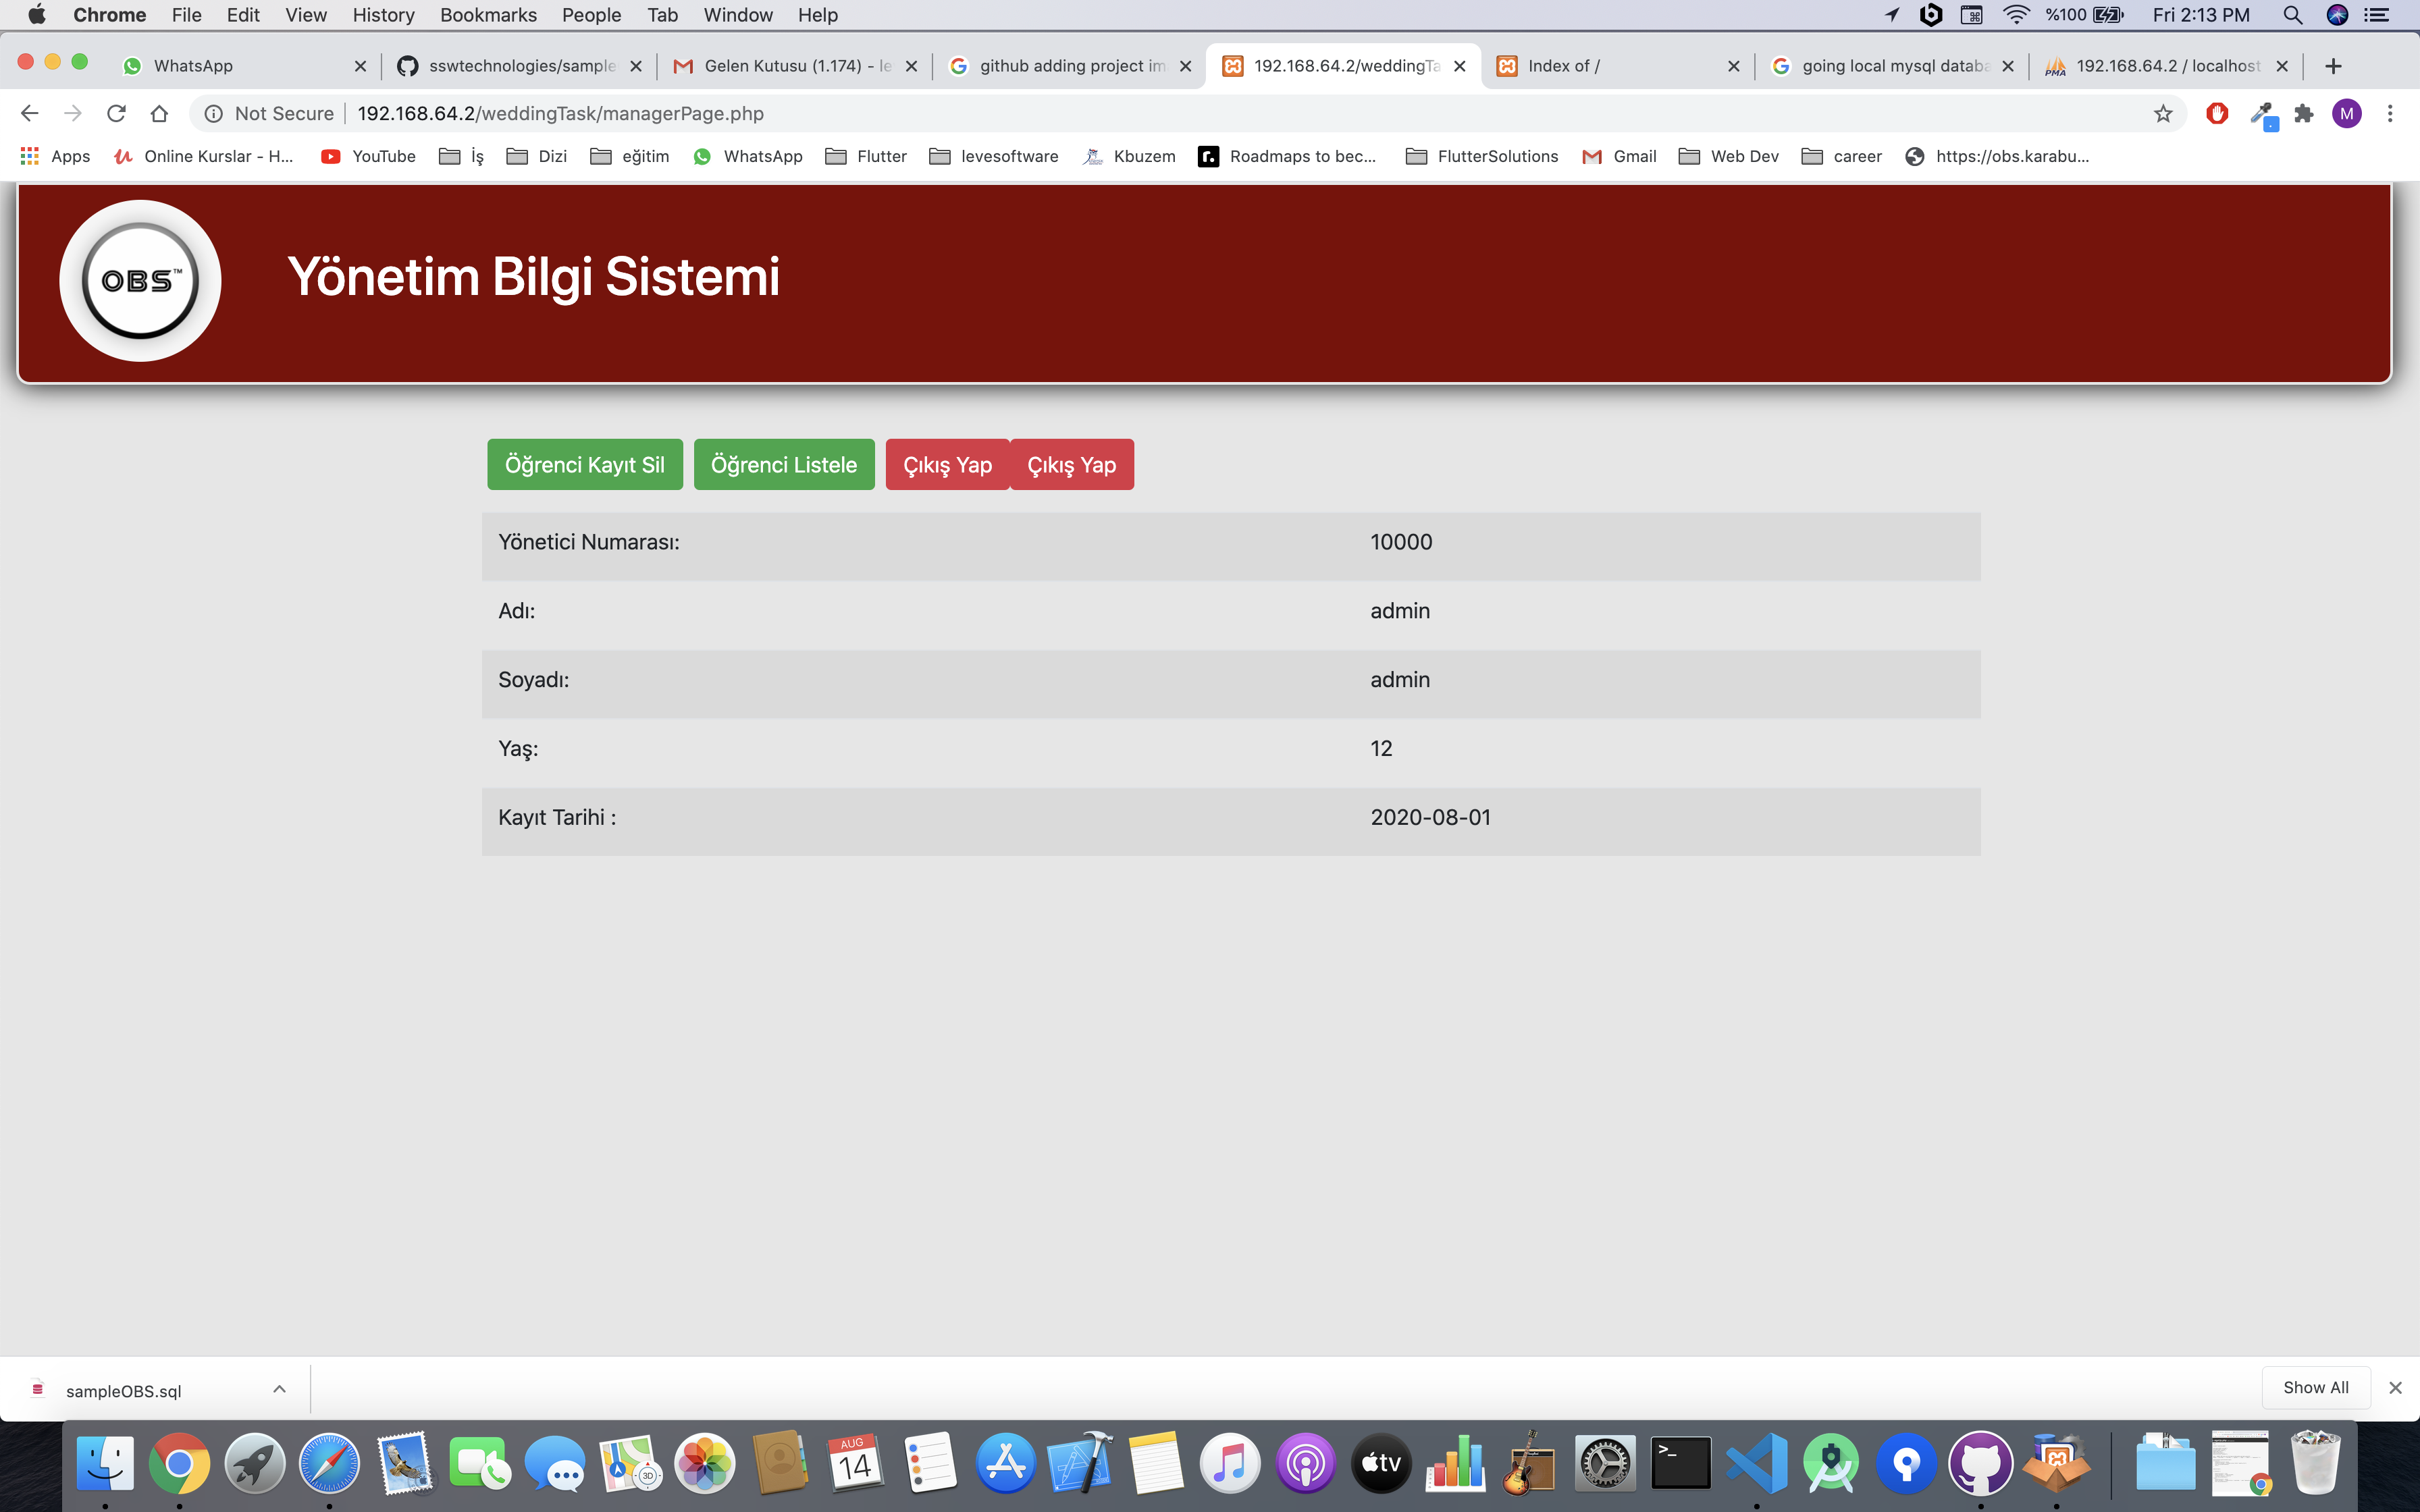 Chrome File Edit View History Bookmarks People Tab Window Help %100 Fri 2:13 PM
WhatsApp sswtechnologies/sample Gelen Kutusu (1.174) - le github adding project im 192.168.64.2/weddingTa Index of / going local mysql databa PMA 192.168.64.2 / localhost
Not Secure 192.168.64.2/weddingTask/managerPage.php M
Apps Online Kurslar - H... YouTube İş Dizi eğitim WhatsApp Flutter levesoftware Kbuzem r. Roadmaps to bec... FlutterSolutions Gmail Web Dev career https://obs.karabu...
OBS™ Yönetim Bilgi Sistemi
Öğrenci Kayıt Sil Öğrenci Listele Çıkış Yap Çıkış Yap
Yönetici Numarası: 10000
Adı: admin
Soyadı: admin
Yaş: 12
Kayıt Tarihi : 2020-08-01
sampleOBS.sql Show All
3D AUG 14 tv >_